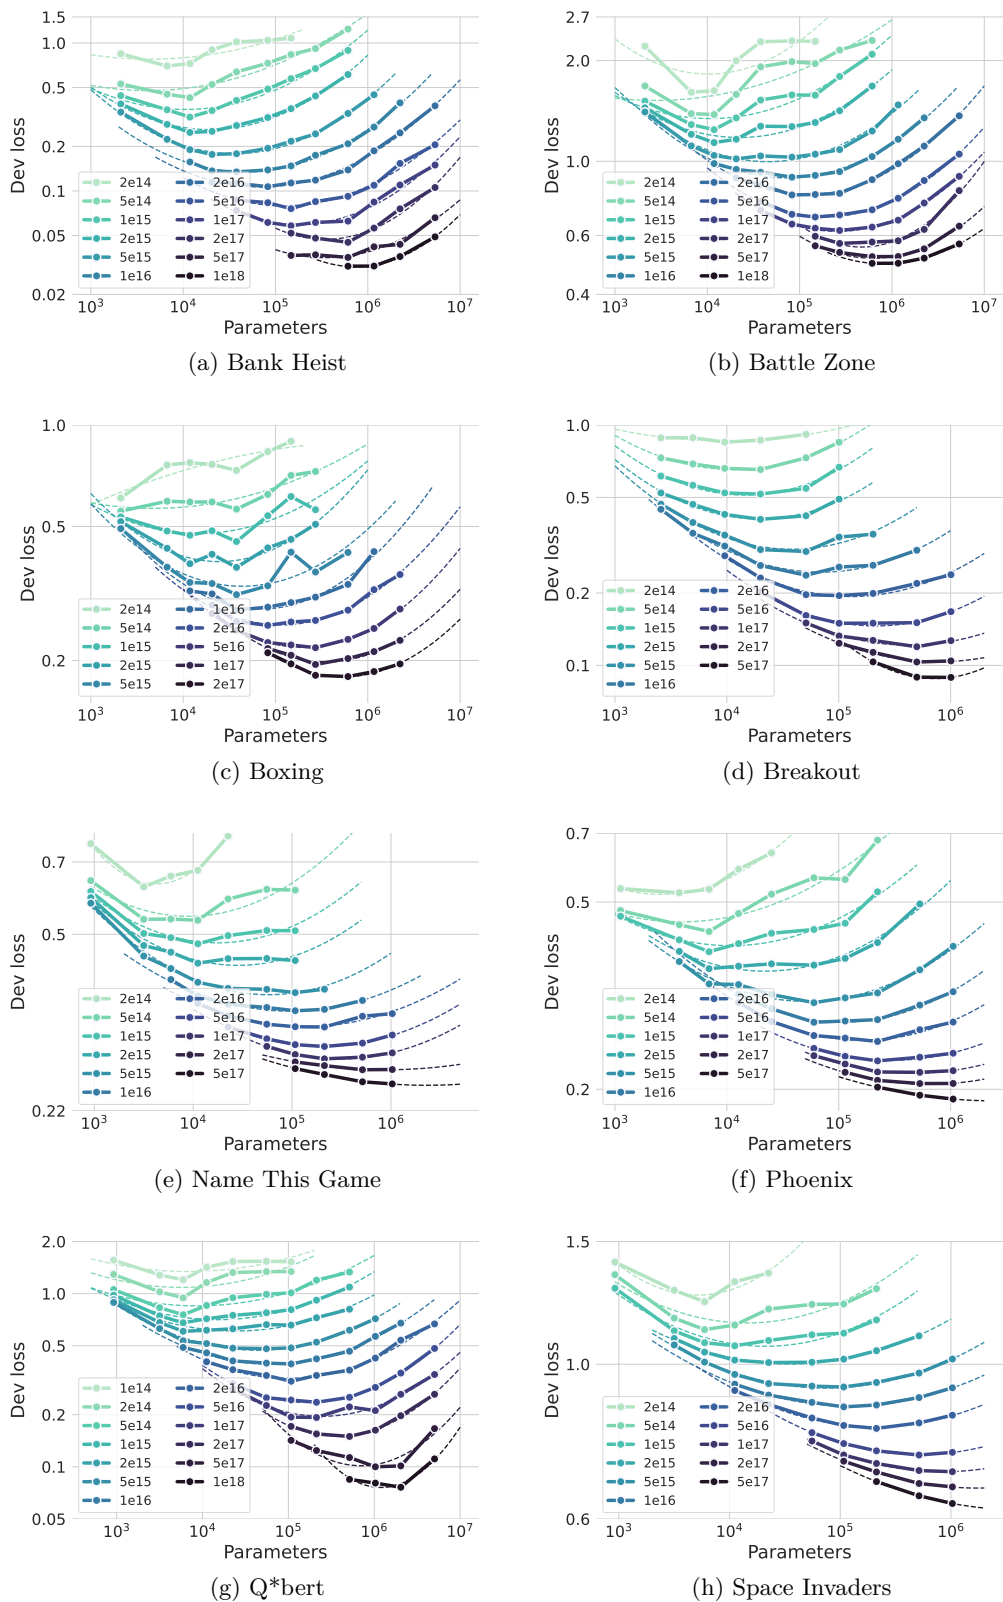 1.5
1.0
0.5
0.2
0.1
0.05
0.02
Dev loss
2e14 2e16
5e14 5e16
1e15 1e17
2e15 2e17
5e15 5e17
1e16 1e18
10³ 10⁴ 10⁵ 10⁶ 10⁷
Parameters
(a) Bank Heist
2.7
2.0
1.0
0.6
0.4
Dev loss
2e14 2e16
5e14 5e16
1e15 1e17
2e15 2e17
5e15 5e17
1e16 1e18
10³ 10⁴ 10⁵ 10⁶ 10⁷
Parameters
(b) Battle Zone
1.0
0.5
0.2
Dev loss
2e14 1e16
5e14 2e16
1e15 5e16
2e15 1e17
5e15 2e17
10³ 10⁴ 10⁵ 10⁶ 10⁷
Parameters
(c) Boxing
1.0
0.5
0.2
0.1
Dev loss
2e14 2e16
5e14 5e16
1e15 1e17
2e15 2e17
5e15 5e17
1e16
10³ 10⁴ 10⁵ 10⁶
Parameters
(d) Breakout
0.7
0.5
0.22
Dev loss
2e14 2e16
5e14 5e16
1e15 1e17
2e15 2e17
5e15 5e17
1e16
10³ 10⁴ 10⁵ 10⁶
Parameters
(e) Name This Game
0.7
0.5
0.2
Dev loss
2e14 2e16
5e14 5e16
1e15 1e17
2e15 2e17
5e15 5e17
1e16
10³ 10⁴ 10⁵ 10⁶
Parameters
(f) Phoenix
2.0
1.0
0.5
0.2
0.1
0.05
Dev loss
1e14 2e16
2e14 5e16
5e14 1e17
1e15 2e17
2e15 5e17
5e15 1e18
1e16
10³ 10⁴ 10⁵ 10⁶ 10⁷
Parameters
(g) Q*bert
1.5
1.0
0.6
Dev loss
2e14 2e16
5e14 5e16
1e15 1e17
2e15 2e17
5e15 5e17
1e16
10³ 10⁴ 10⁵ 10⁶
Parameters
(h) Space Invaders